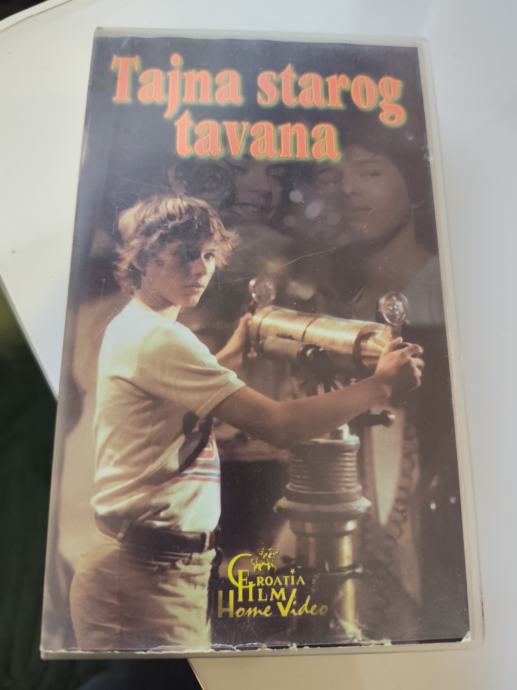 Tajna starog
tavana
CROATIA
FILM
Home Video